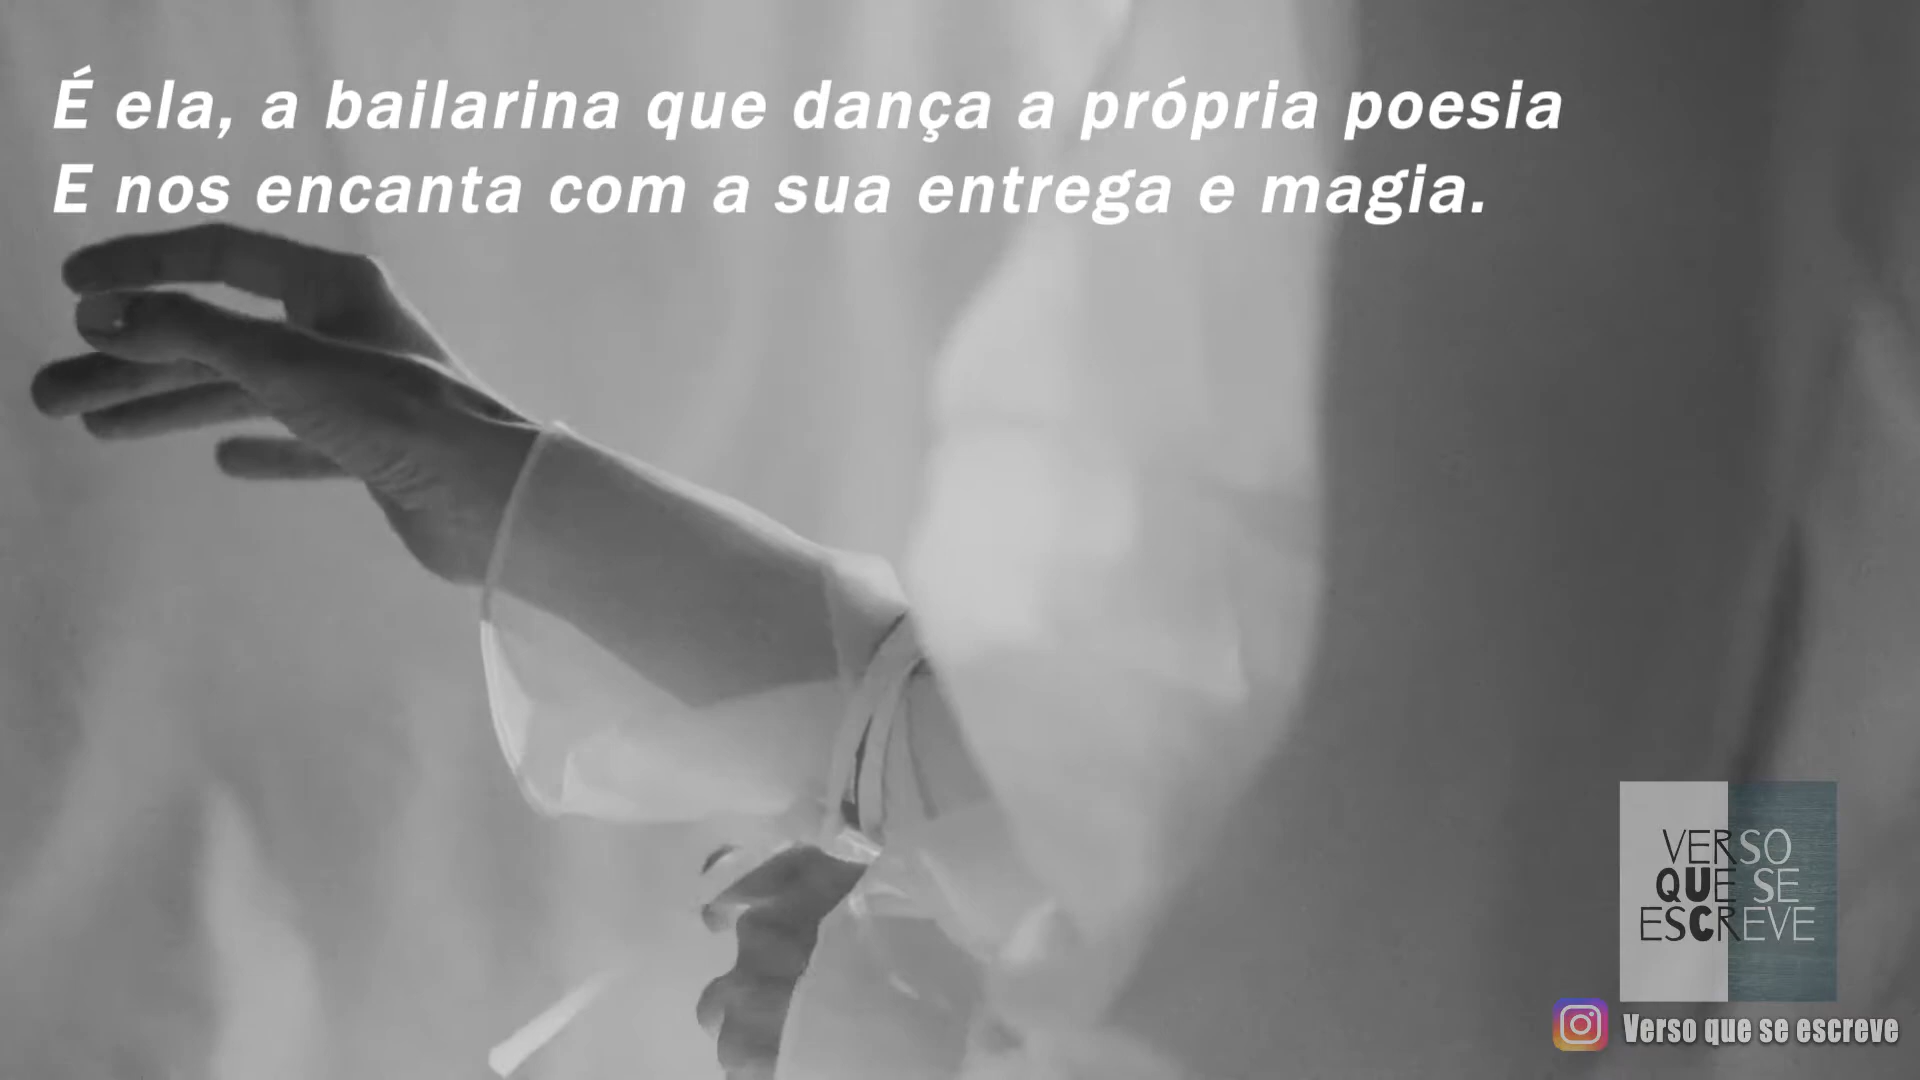 É ela, a bailarina que dança a própria poesia
E nos encanta com a sua entrega e magia.
VERSO
QUE SE
ESCREVE
Verso que se escreve